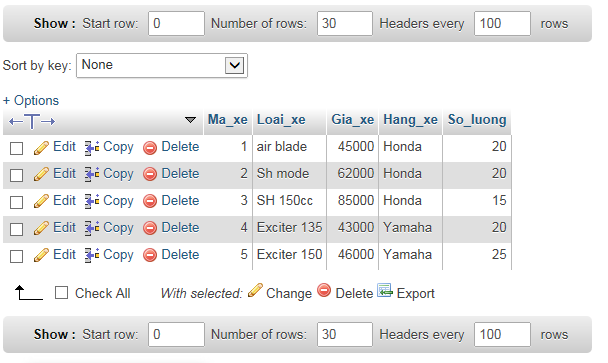 Show : Start row: 0 Number of rows: 30 Headers every 100 rows
Sort by key: None
+ Options
←T→ Ma_xe Loai_xe Gia_xe Hang_xe So_luong
Edit Copy Delete 1 air blade 45000 Honda 20
Edit Copy Delete 2 Sh mode 62000 Honda 20
Edit Copy Delete 3 SH 150cc 85000 Honda 15
Edit Copy Delete 4 Exciter 135 43000 Yamaha 20
Edit Copy Delete 5 Exciter 150 46000 Yamaha 25
Check All With selected: Change Delete Export
Show : Start row: 0 Number of rows: 30 Headers every 100 rows